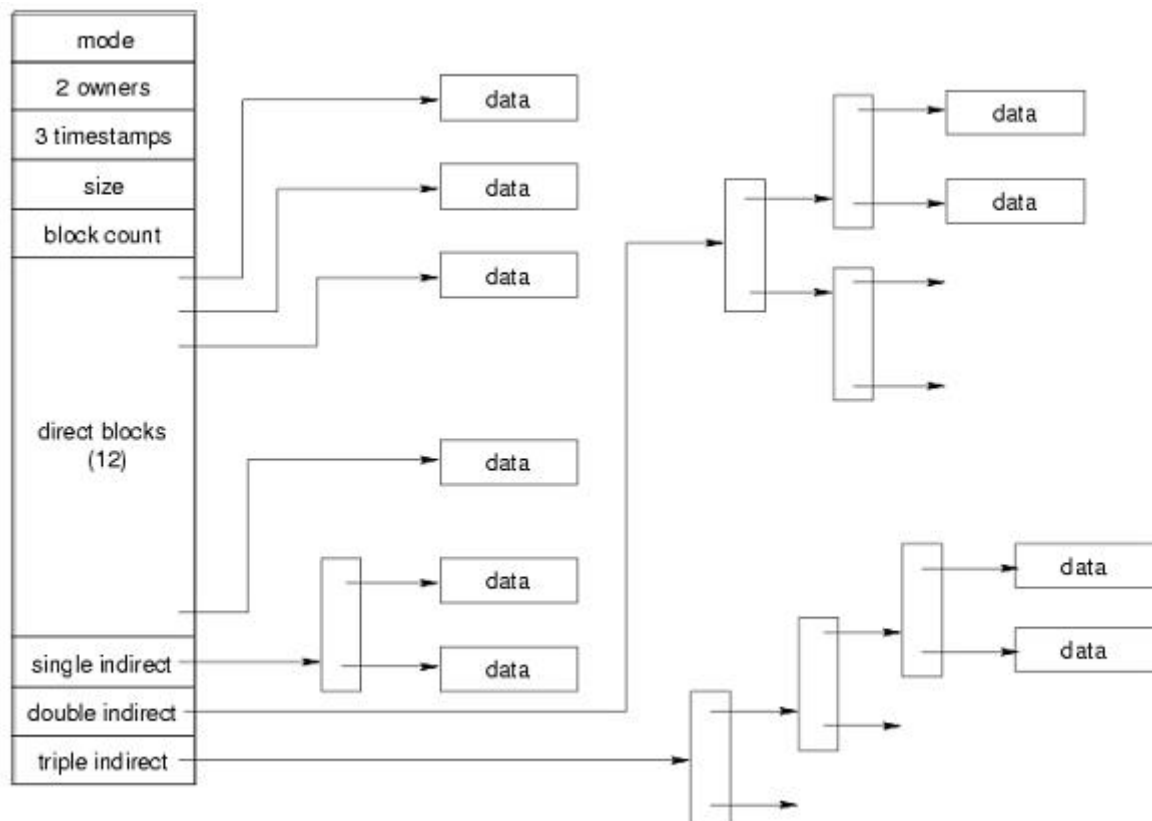 mode
2 owners
3 timestamps
size
block count
direct blocks
(12)
single indirect
double indirect
triple indirect
data
data
data
data
data
data
data
data
data
data